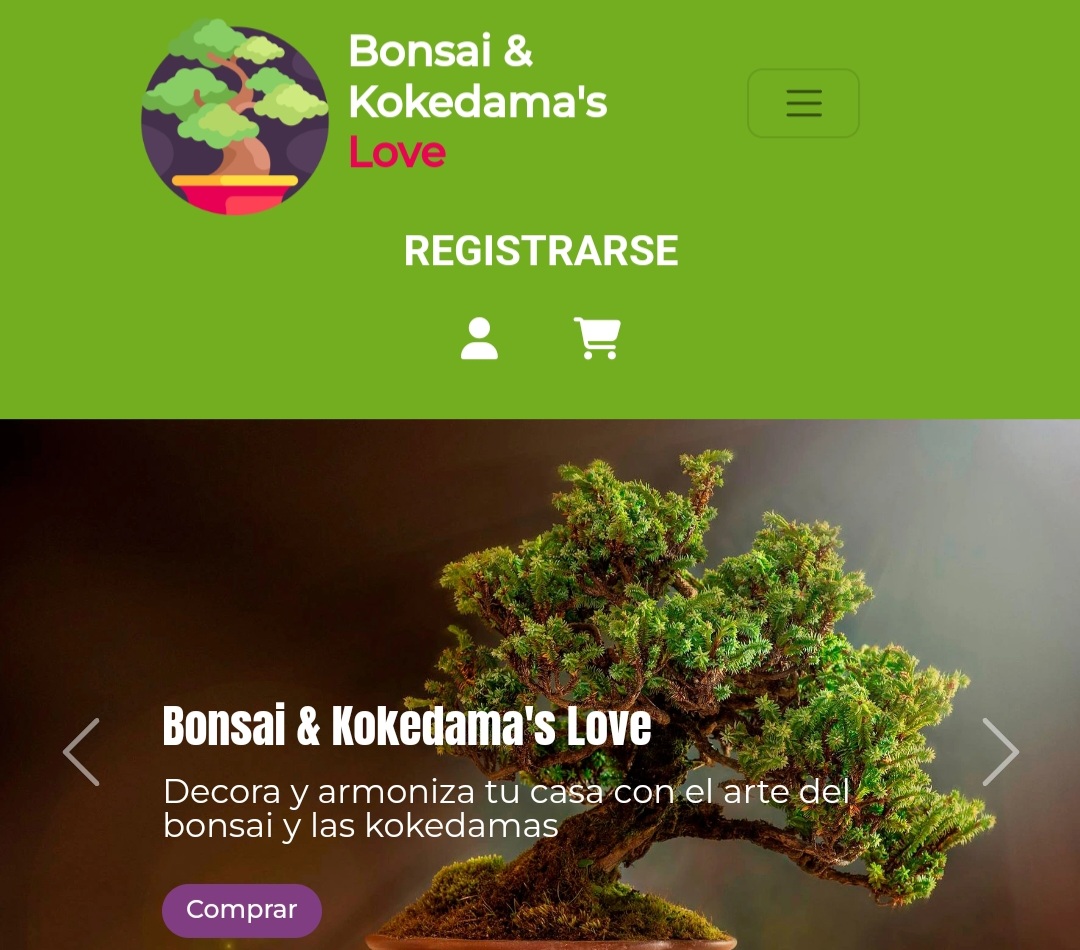 Bonsai &
Kokedama's
Love
REGISTRARSE
Bonsai & Kokedama's Love
Decora y armoniza tu casa con el arte del
bonsai y las kokedamas
Comprar